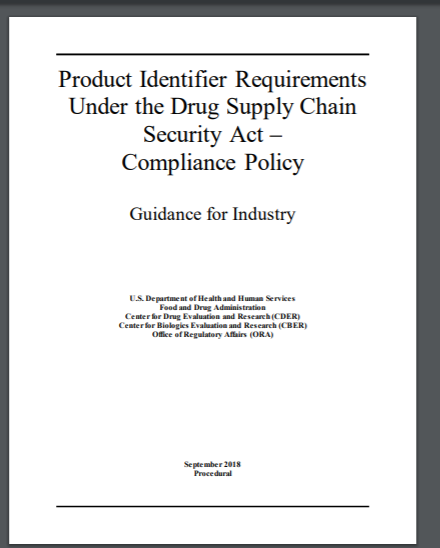 Product Identifier Requirements
Under the Drug Supply Chain
Security Act –
Compliance Policy
Guidance for Industry
U.S. Department of Health and Human Services
Food and Drug Administration
Center for Drug Evaluation and Research (CDER)
Center for Biologics Evaluation and Research (CBER)
Office of Regulatory Affairs (ORA)
September 2018
Procedural